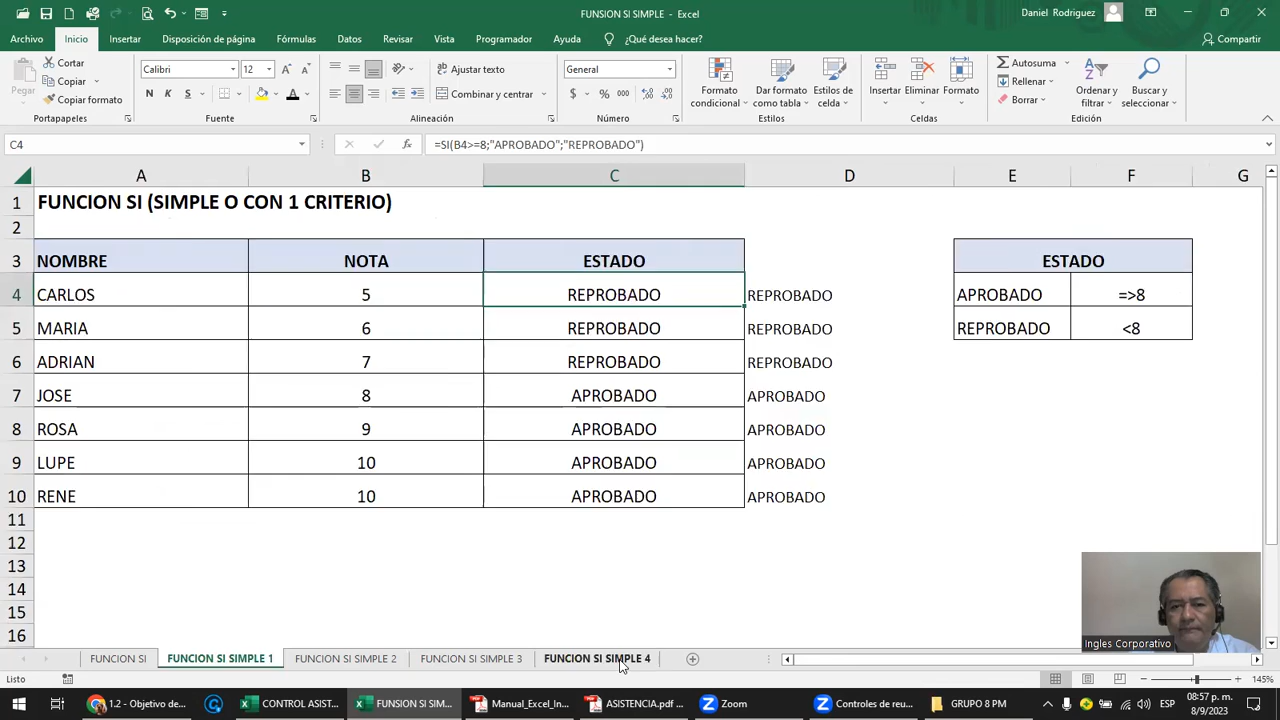 FUNSION SI SIMPLE - Excel
Daniel Rodriguez
Archivo Inicio Insertar Disposición de página Fórmulas Datos Revisar Vista Programador Ayuda ¿Qué desea hacer? Compartir
Pegar Cortar
Copiar
Copiar formato
Portapapeles
Calibri 12
N K S
Fuente
Ajustar texto
Combinar y centrar
Alineación
General
$ % 000
Número
Formato condicional
Dar formato como tabla
Estilos de celda
Estilos
Insertar Eliminar Formato
Celdas
Autosuma
Rellenar
Borrar
Ordenar y filtrar
Buscar y seleccionar
Edición
C4 fx =SI(B4>=8;"APROBADO";"REPROBADO")
A B C D E F G
1 FUNCION SI (SIMPLE O CON 1 CRITERIO)
2
3 NOMBRE NOTA ESTADO ESTADO
4 CARLOS 5 REPROBADO REPROBADO APROBADO =>8
5 MARIA 6 REPROBADO REPROBADO REPROBADO <8
6 ADRIAN 7 REPROBADO REPROBADO
7 JOSE 8 APROBADO APROBADO
8 ROSA 9 APROBADO APROBADO
9 LUPE 10 APROBADO APROBADO
10 RENE 10 APROBADO APROBADO
11
12
13
14
15
16
Ingles Corporativo
FUNCION SI FUNCION SI SIMPLE 1 FUNCION SI SIMPLE 2 FUNCION SI SIMPLE 3 FUNCION SI SIMPLE 4
Listo 145%
1.2 - Objetivo de... CONTROL ASIST... FUNSION SI SIM... Manual_Excel_In... ASISTENCIA.pdf ... Zoom Controles de reu... GRUPO 8 PM ESP 08:57 p. m.
8/9/2023